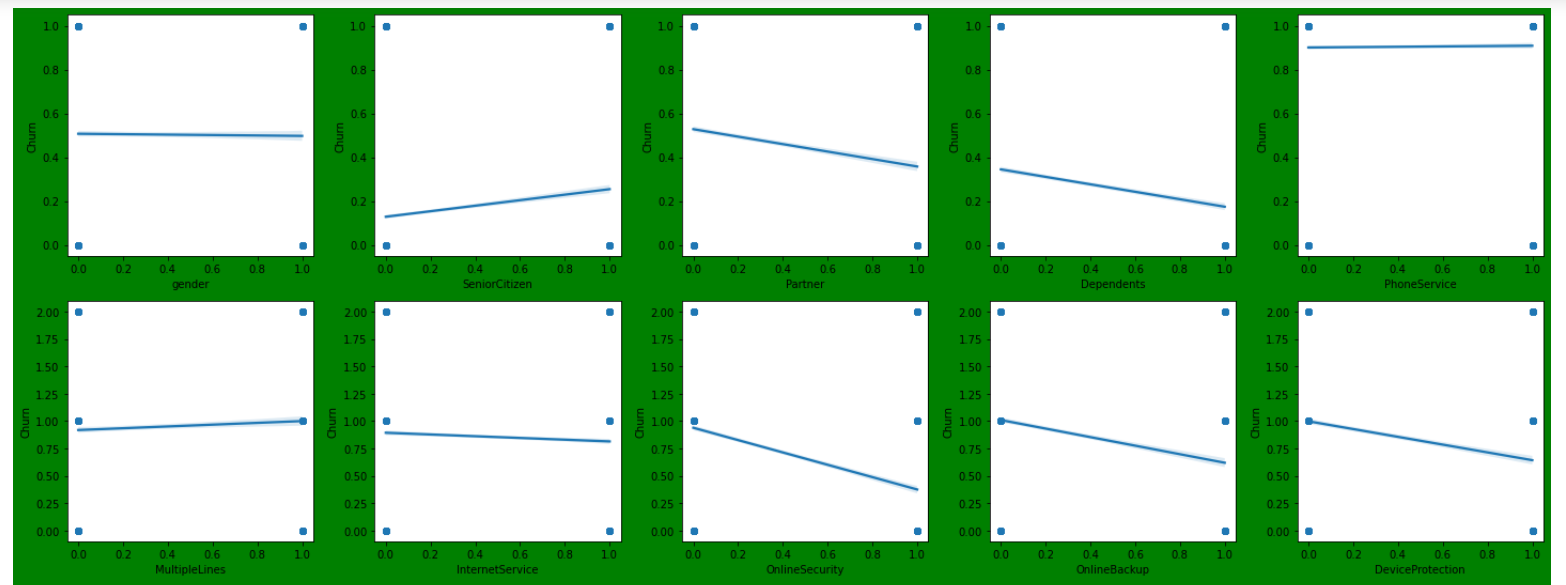 1.0 0.8 0.6 0.4 0.2 0.0
Churn
0.0 0.2 0.4 0.6 0.8 1.0
gender
1.0 0.8 0.6 0.4 0.2 0.0
Churn
0.0 0.2 0.4 0.6 0.8 1.0
SeniorCitizen
1.0 0.8 0.6 0.4 0.2 0.0
Churn
0.0 0.2 0.4 0.6 0.8 1.0
Partner
1.0 0.8 0.6 0.4 0.2 0.0
Churn
0.0 0.2 0.4 0.6 0.8 1.0
Dependents
1.0 0.8 0.6 0.4 0.2 0.0
Churn
0.0 0.2 0.4 0.6 0.8 1.0
PhoneService
2.00 1.75 1.50 1.25 1.00 0.75 0.50 0.25 0.00
Churn
0.0 0.2 0.4 0.6 0.8 1.0
MultipleLines
2.00 1.75 1.50 1.25 1.00 0.75 0.50 0.25 0.00
Churn
0.0 0.2 0.4 0.6 0.8 1.0
InternetService
2.00 1.75 1.50 1.25 1.00 0.75 0.50 0.25 0.00
Churn
0.0 0.2 0.4 0.6 0.8 1.0
OnlineSecurity
2.00 1.75 1.50 1.25 1.00 0.75 0.50 0.25 0.00
Churn
0.0 0.2 0.4 0.6 0.8 1.0
OnlineBackup
2.00 1.75 1.50 1.25 1.00 0.75 0.50 0.25 0.00
Churn
0.0 0.2 0.4 0.6 0.8 1.0
DeviceProtection